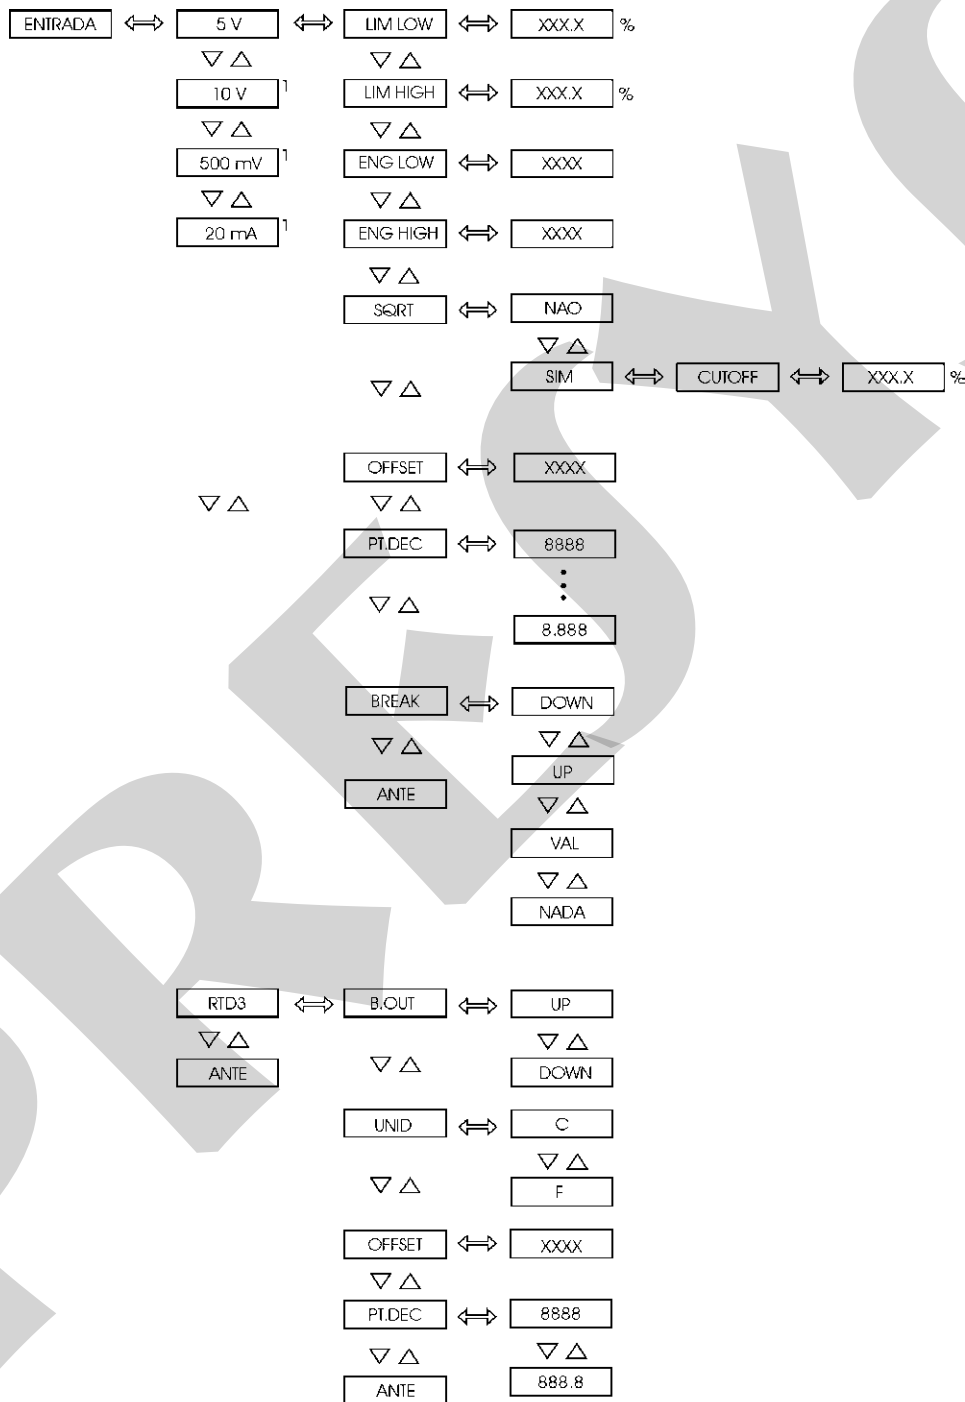 ENTRADA 5 V LIM LOW XXX.X %
10 V 1 LIM HIGH XXX.X %
500 mV 1 ENG LOW XXXX
20 mA 1 ENG HIGH XXXX
SQRT NAO
SIM CUTOFF XXX.X %
OFFSET XXXX
PT.DEC 8888
8.888
BREAK DOWN
UP
ANTE
VAL
NADA
RTD3 B.OUT UP
ANTE DOWN
UNID C
F
OFFSET XXXX
PT.DEC 8888
ANTE 888.8
PRESYS